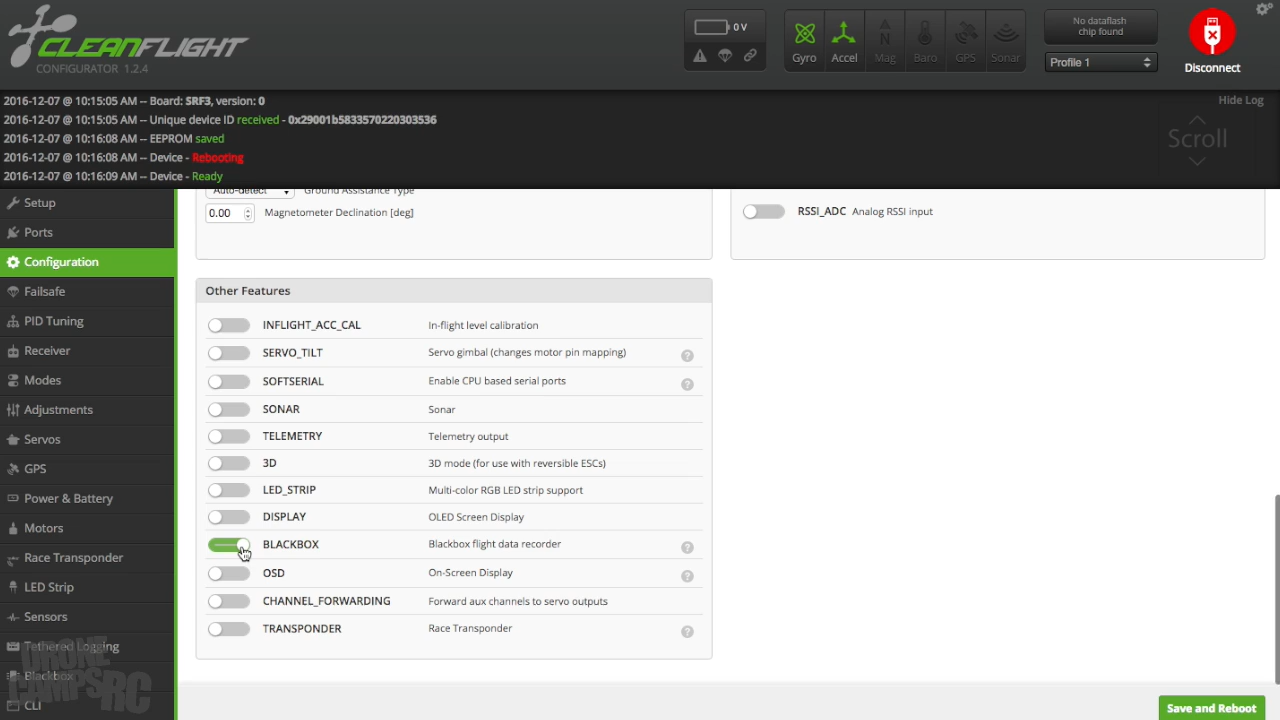 CLEANFLIGHT
CONFIGURATOR 1.2.4
0 V
Gyro Accel Mag Baro GPS Sonar
No dataflash
chip found
Profile 1
Disconnect
2016-12-07 @ 10:15:05 AM -- Board: SRF3, version: 0
2016-12-07 @ 10:15:05 AM -- Unique device ID received - 0x29001b5833570220303536
2016-12-07 @ 10:16:08 AM -- EEPROM saved
2016-12-07 @ 10:16:08 AM -- Device - Rebooting
2016-12-07 @ 10:16:09 AM -- Device - Ready
Hide Log
Scroll
Setup
Ports
Configuration
Failsafe
PID Tuning
Receiver
Modes
Adjustments
Servos
GPS
Power & Battery
Motors
Race Transponder
LED Strip
Sensors
Tethered Logging
Blackbox
CLI
DRONE
CAMPSRC
Auto-detect Ground Assistance Type
0.00 Magnetometer Declination [deg]
RSSI_ADC Analog RSSI input
Other Features
INFLIGHT_ACC_CAL In-flight level calibration
SERVO_TILT Servo gimbal (changes motor pin mapping) ?
SOFTSERIAL Enable CPU based serial ports ?
SONAR Sonar
TELEMETRY Telemetry output
3D 3D mode (for use with reversible ESCs)
LED_STRIP Multi-color RGB LED strip support
DISPLAY OLED Screen Display
BLACKBOX Blackbox flight data recorder ?
OSD On-Screen Display ?
CHANNEL_FORWARDING Forward aux channels to servo outputs
TRANSPONDER Race Transponder ?
Save and Reboot